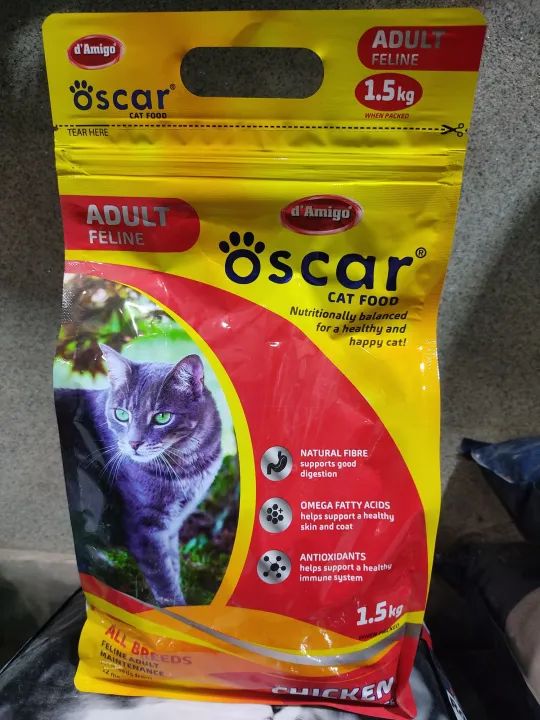 d'Amigo®
Oscar®
CAT FOOD
ADULT
FELINE
1.5kg
WHEN PACKED
TEAR HERE
ADULT
FELINE
d'Amigo®
Oscar®
CAT FOOD
Nutritionally balanced
for a healthy and
happy cat!
NATURAL FIBRE
supports good
digestion
OMEGA FATTY ACIDS
helps support a healthy
skin and coat
ANTIOXIDANTS
helps support a healthy
immune system
1.5kg
WHEN PACKED
ALL BREEDS
FELINE ADULT
MAINTENANCE
CHICKEN